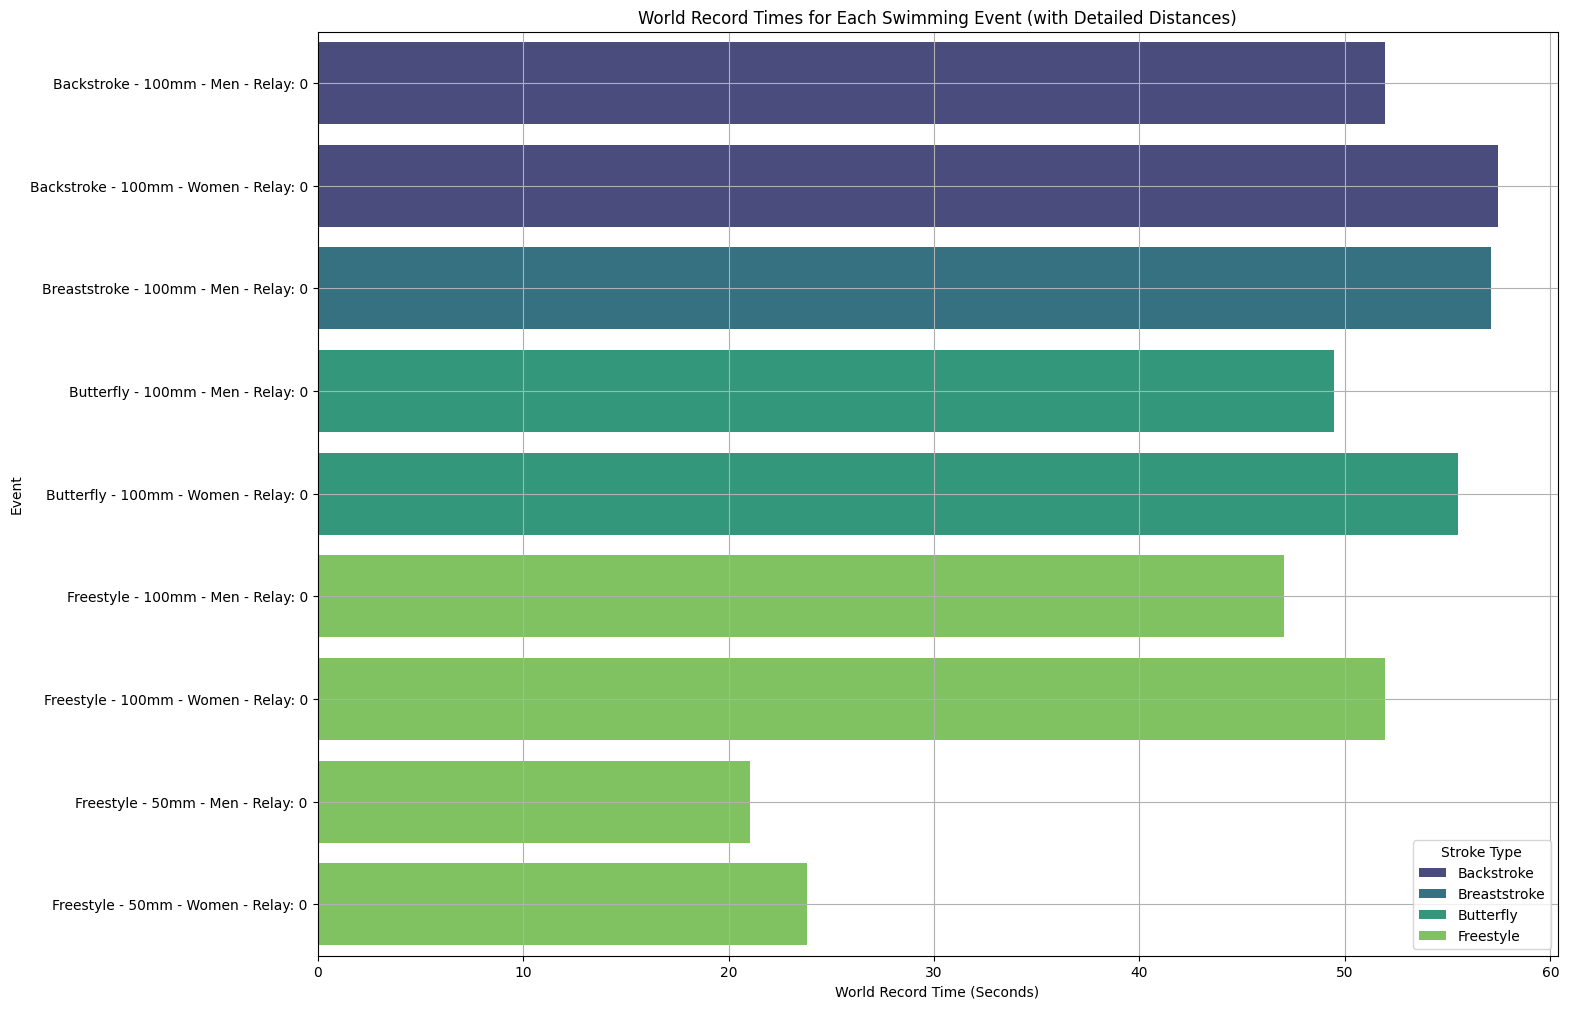 World Record Times for Each Swimming Event (with Detailed Distances)
Event
Backstroke - 100mm - Men - Relay: 0
Backstroke - 100mm - Women - Relay: 0
Breaststroke - 100mm - Men - Relay: 0
Butterfly - 100mm - Men - Relay: 0
Butterfly - 100mm - Women - Relay: 0
Freestyle - 100mm - Men - Relay: 0
Freestyle - 100mm - Women - Relay: 0
Freestyle - 50mm - Men - Relay: 0
Freestyle - 50mm - Women - Relay: 0
Stroke Type
Backstroke
Breaststroke
Butterfly
Freestyle
0 10 20 30 40 50 60
World Record Time (Seconds)